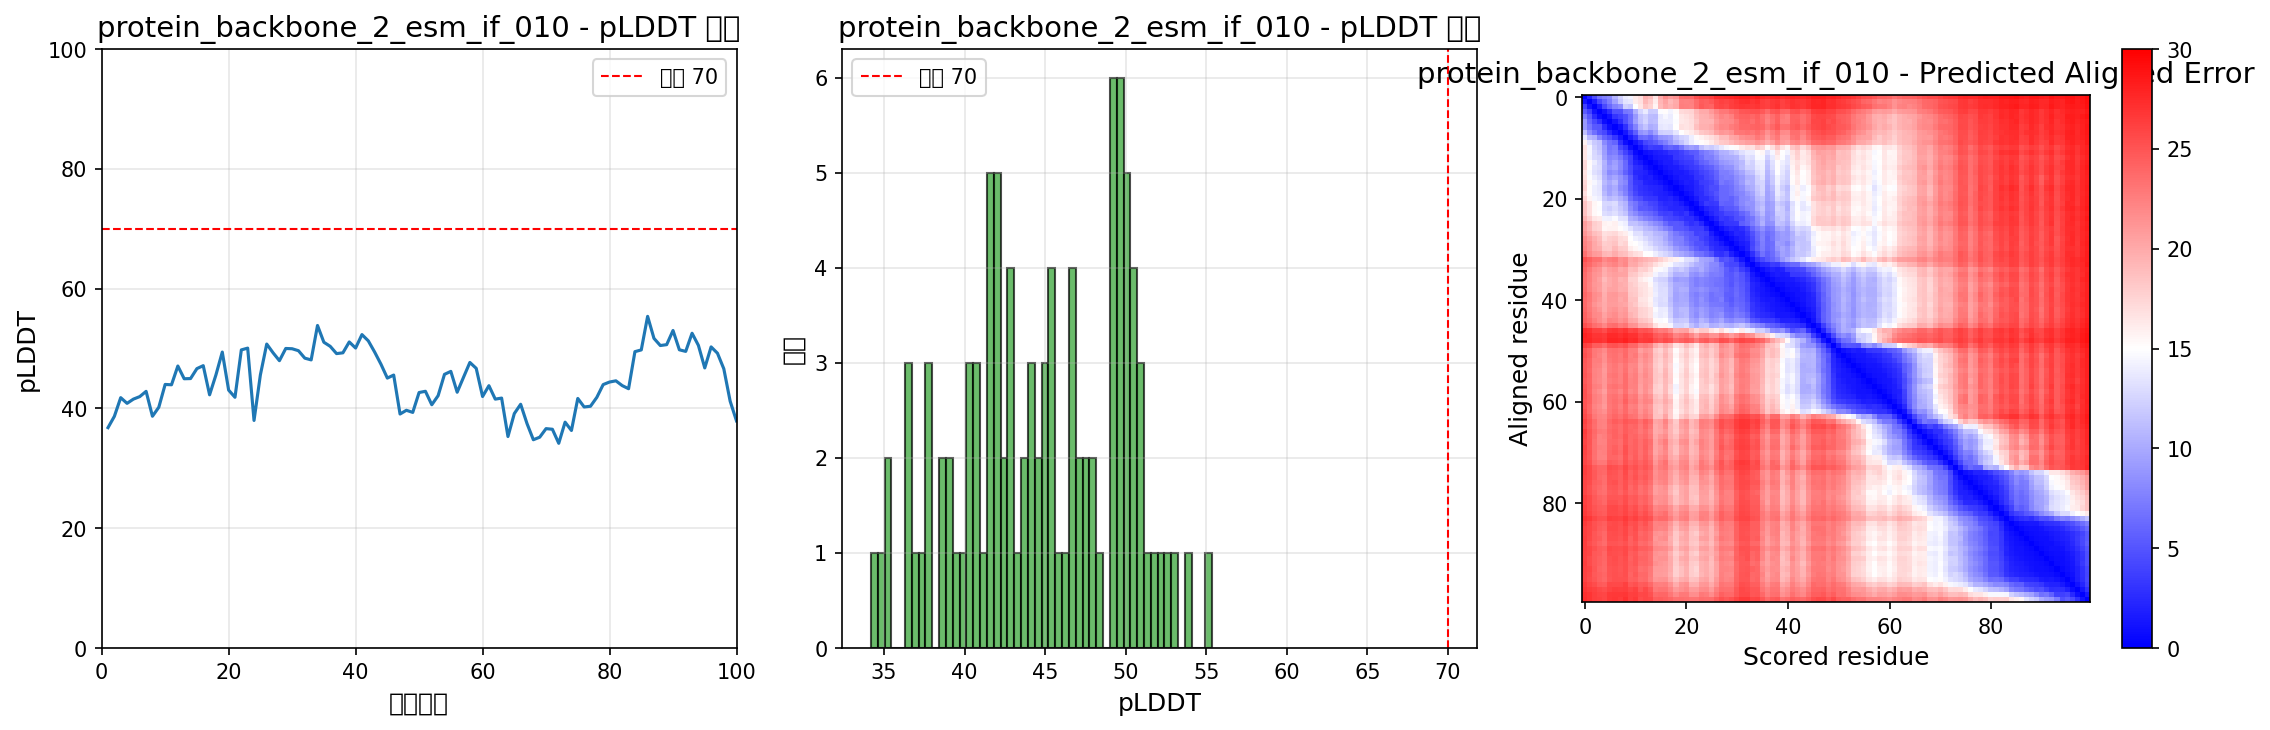 protein_backbone_2_esm_if_010 - pLDDT
100
80
60
40
20
0
pLDDT
70
0 20 40 60 80 100
protein_backbone_2_esm_if_010 - pLDDT
6
5
4
3
2
1
0
70
35 40 45 50 55 60 65 70
pLDDT
protein_backbone_2_esm_if_010 - Predicted Aligned Error
0
20
40
60
80
Aligned residue
0 20 40 60 80
Scored residue
30
25
20
15
10
5
0